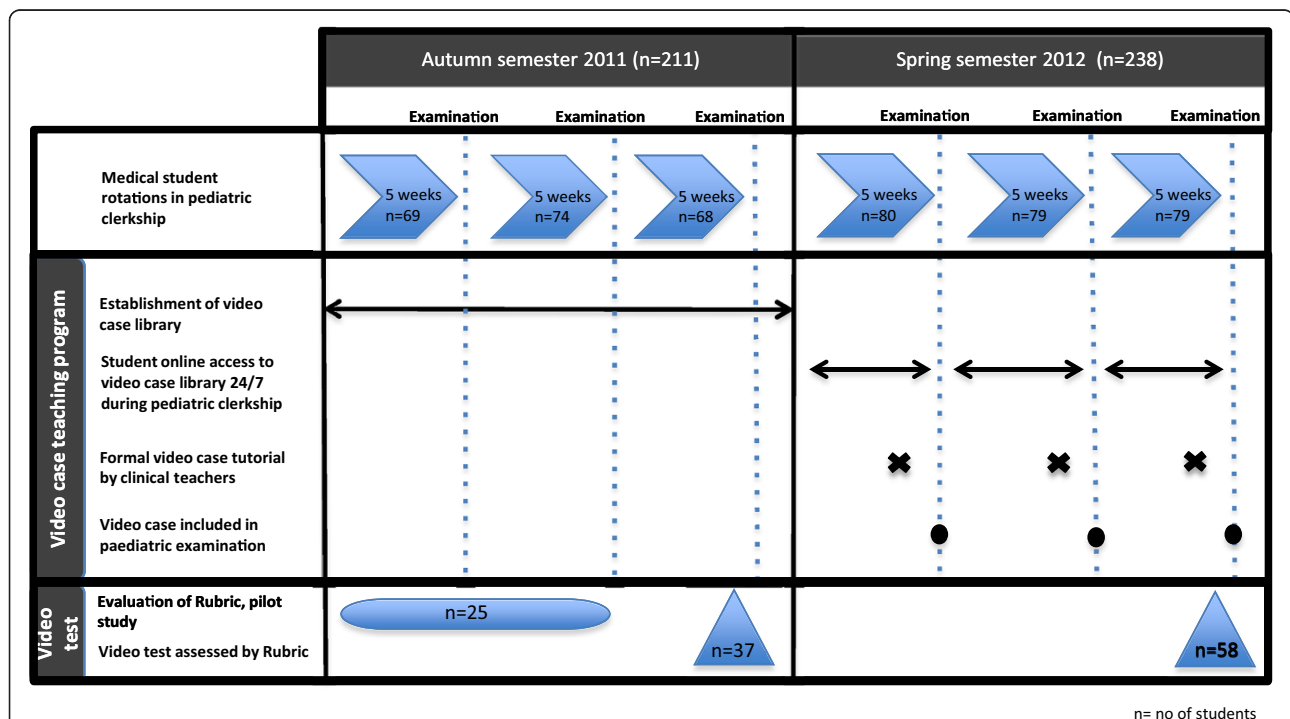 Autumn semester 2011 (n=211)
Spring semester 2012 (n=238)
Examination
Examination
Examination
Examination
Examination
Examination
Medical student
rotations in pediatric
clerkship
5 weeks
n=69
5 weeks
n=74
5 weeks
n=68
5 weeks
n=80
5 weeks
n=79
5 weeks
n=79
Video case teaching program
Establishment of video
case library
Student online access to
video case library 24/7
during pediatric clerkship
Formal video case tutorial
by clinical teachers
Video case included in
paediatric examination
Video
test
Evaluation of Rubric, pilot
study
Video test assessed by Rubric
n=25
n=37
n=58
n= no of students